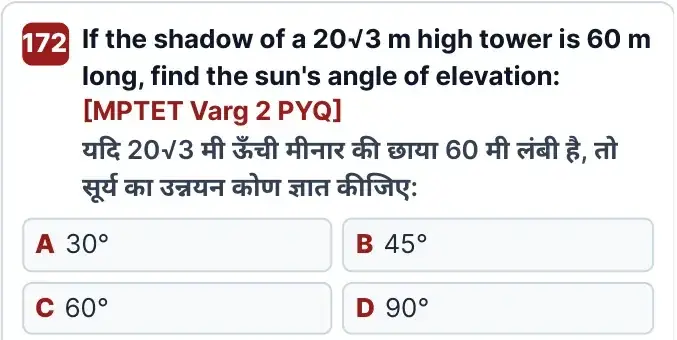 172 If the shadow of a 20√3 m high tower is 60 m
long, find the sun's angle of elevation:
[MPTET Varg 2 PYQ]
यदि 20√3 मी ऊँची मीनार की छाया 60 मी लंबी है, तो
सूर्य का उन्नयन कोण ज्ञात कीजिए:
A 30° B 45°
C 60° D 90°